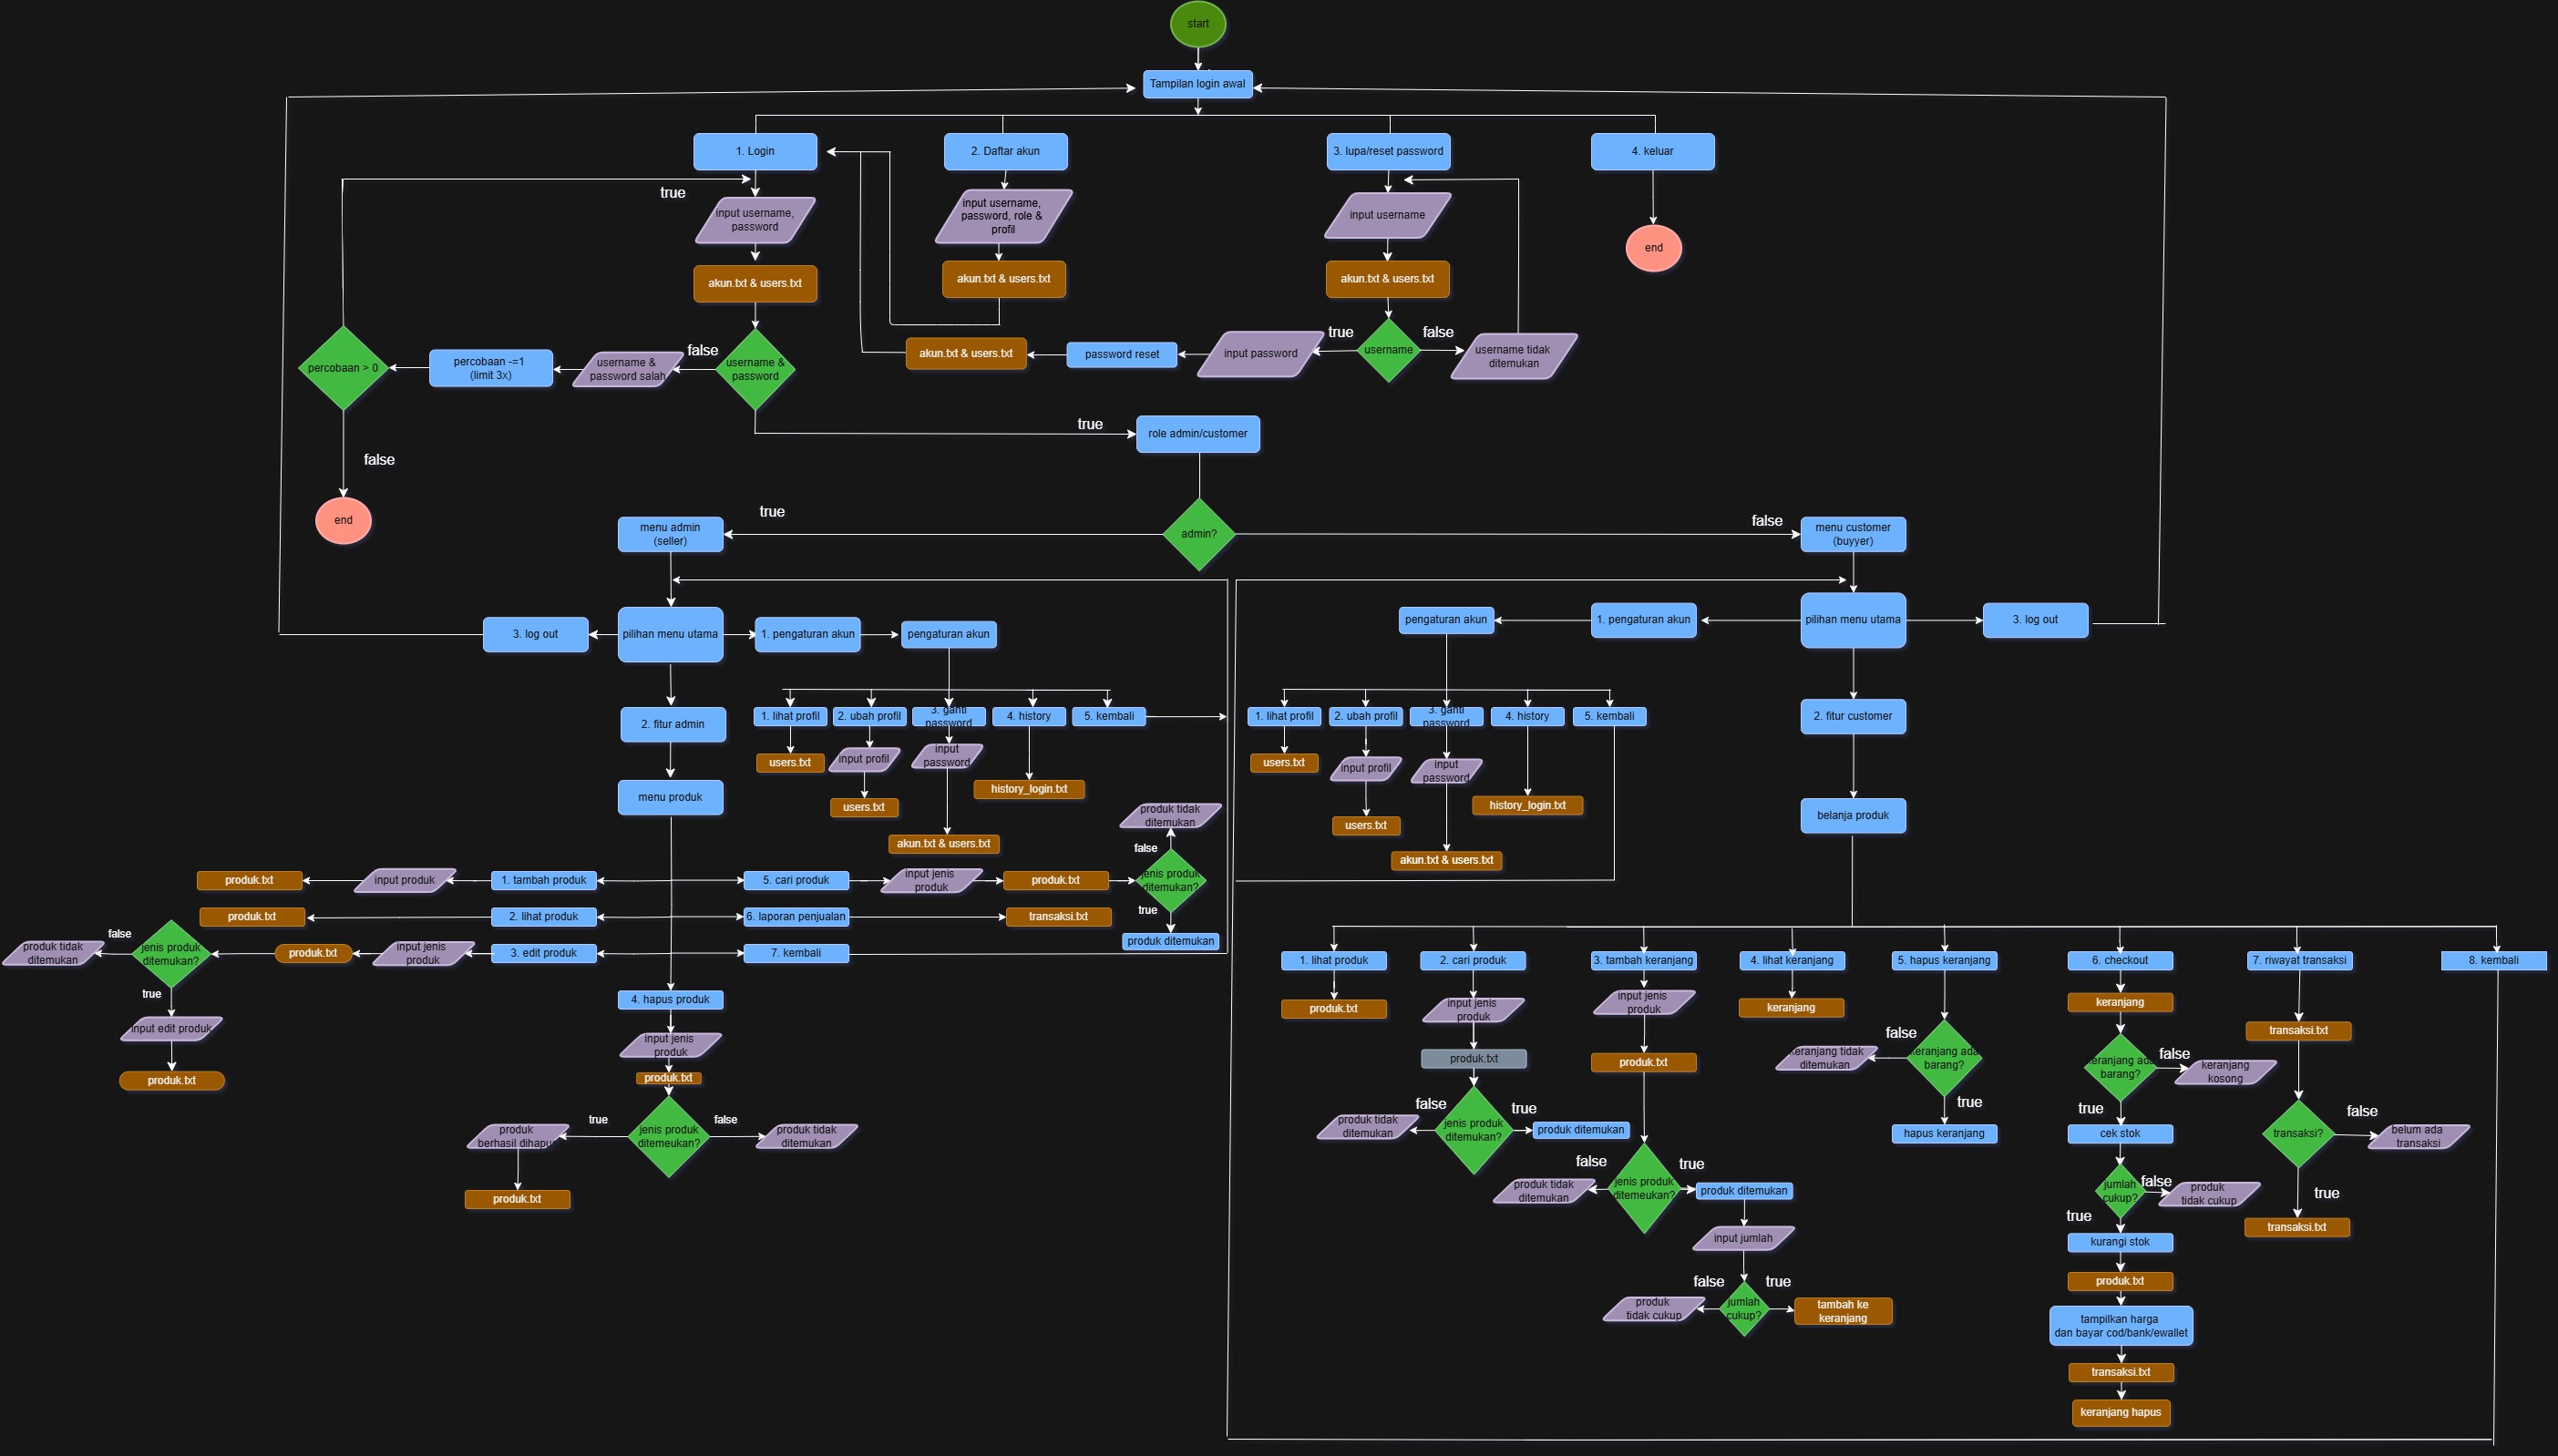 start
Tampilan login awal
1. Login
2. Daftar akun
3. lupa/reset password
4. keluar
true
input username,
password
input username,
password, role &
profil
input username
end
akun.txt & users.txt
akun.txt & users.txt
akun.txt & users.txt
percobaan > 0
percobaan -=1
(limit 3x)
username &
password salah
false
username &
password
akun.txt & users.txt
password reset
input password
true
username
false
username tidak
ditemukan
true
role admin/customer
false
end
true
menu admin
(seller)
admin?
false
menu customer
(buyyer)
3. log out
pilihan menu utama
1. pengaturan akun
pengaturan akun
pengaturan akun
1. pengaturan akun
pilihan menu utama
3. log out
2. fitur admin
1. lihat profil
2. ubah profil
3. ganti
password
4. history
5. kembali
1. lihat profil
2. ubah profil
3. ganti
password
4. history
5. kembali
2. fitur customer
users.txt
input profil
input
password
users.txt
input profil
input
password
menu produk
users.txt
history_login.txt
users.txt
history_login.txt
belanja produk
akun.txt & users.txt
akun.txt & users.txt
produk tidak
ditemukan
false
produk.txt
input produk
1. tambah produk
5. cari produk
input jenis
produk
produk.txt
jenis produk
ditemukan?
true
produk ditemukan
produk.txt
2. lihat produk
6. laporan penjualan
transaksi.txt
produk tidak
ditemukan
false
jenis produk
ditemukan?
produk.txt
input jenis
produk
3. edit produk
7. kembali
true
input edit produk
produk.txt
4. hapus produk
input jenis
produk
produk.txt
produk
berhasil dihapus
true
jenis produk
ditemeukan?
false
produk tidak
ditemukan
produk.txt
1. lihat produk
2. cari produk
3. tambah keranjang
4. lihat keranjang
5. hapus keranjang
6. checkout
7. riwayat transaksi
8. kembali
produk.txt
input jenis
produk
input jenis
produk
keranjang
keranjang
transaksi.txt
produk.txt
produk.txt
false
keranjang tidak
ditemukan
keranjang ada
barang?
true
hapus keranjang
keranjang ada
barang?
false
keranjang
kosong
true
cek stok
produk tidak
ditemukan
false
jenis produk
ditemukan?
true
produk ditemukan
transaksi?
false
belum ada
transaksi
true
transaksi.txt
produk tidak
ditemukan
false
jenis produk
ditemeukan?
true
produk ditemukan
input jumlah
produk
tidak cukup
false
jumlah
cukup?
true
tambah ke
keranjang
jumlah
cukup?
false
produk
tidak cukup
true
kurangi stok
produk.txt
tampilkan harga
dan bayar cod/bank/ewallet
transaksi.txt
keranjang hapus